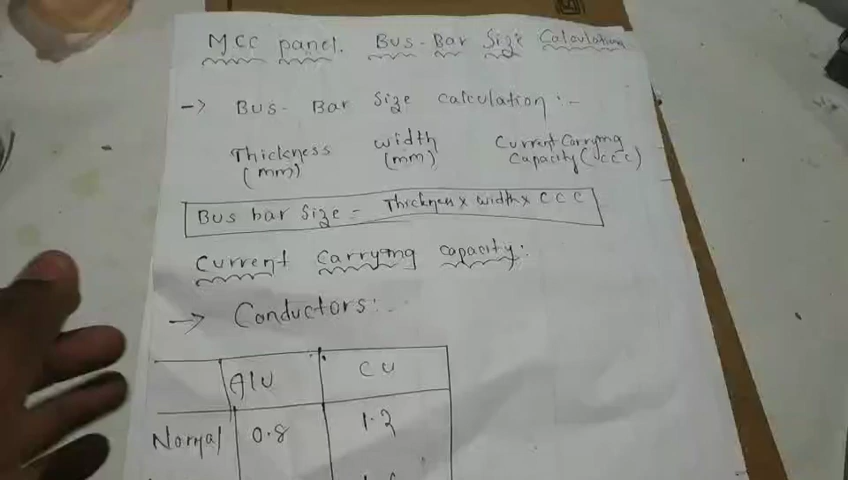 MCC panel. Bus-Bar Size Calculation
-> Bus-Bar Size calculation:-
Thickness (mm) width (mm) Current Carrying Capacity (CCC)
Bus bar Size = Thickness x width x CCC
Current Carrying capacity:
-> Conductors:-
Alu CU
Normal 0.8 1.2